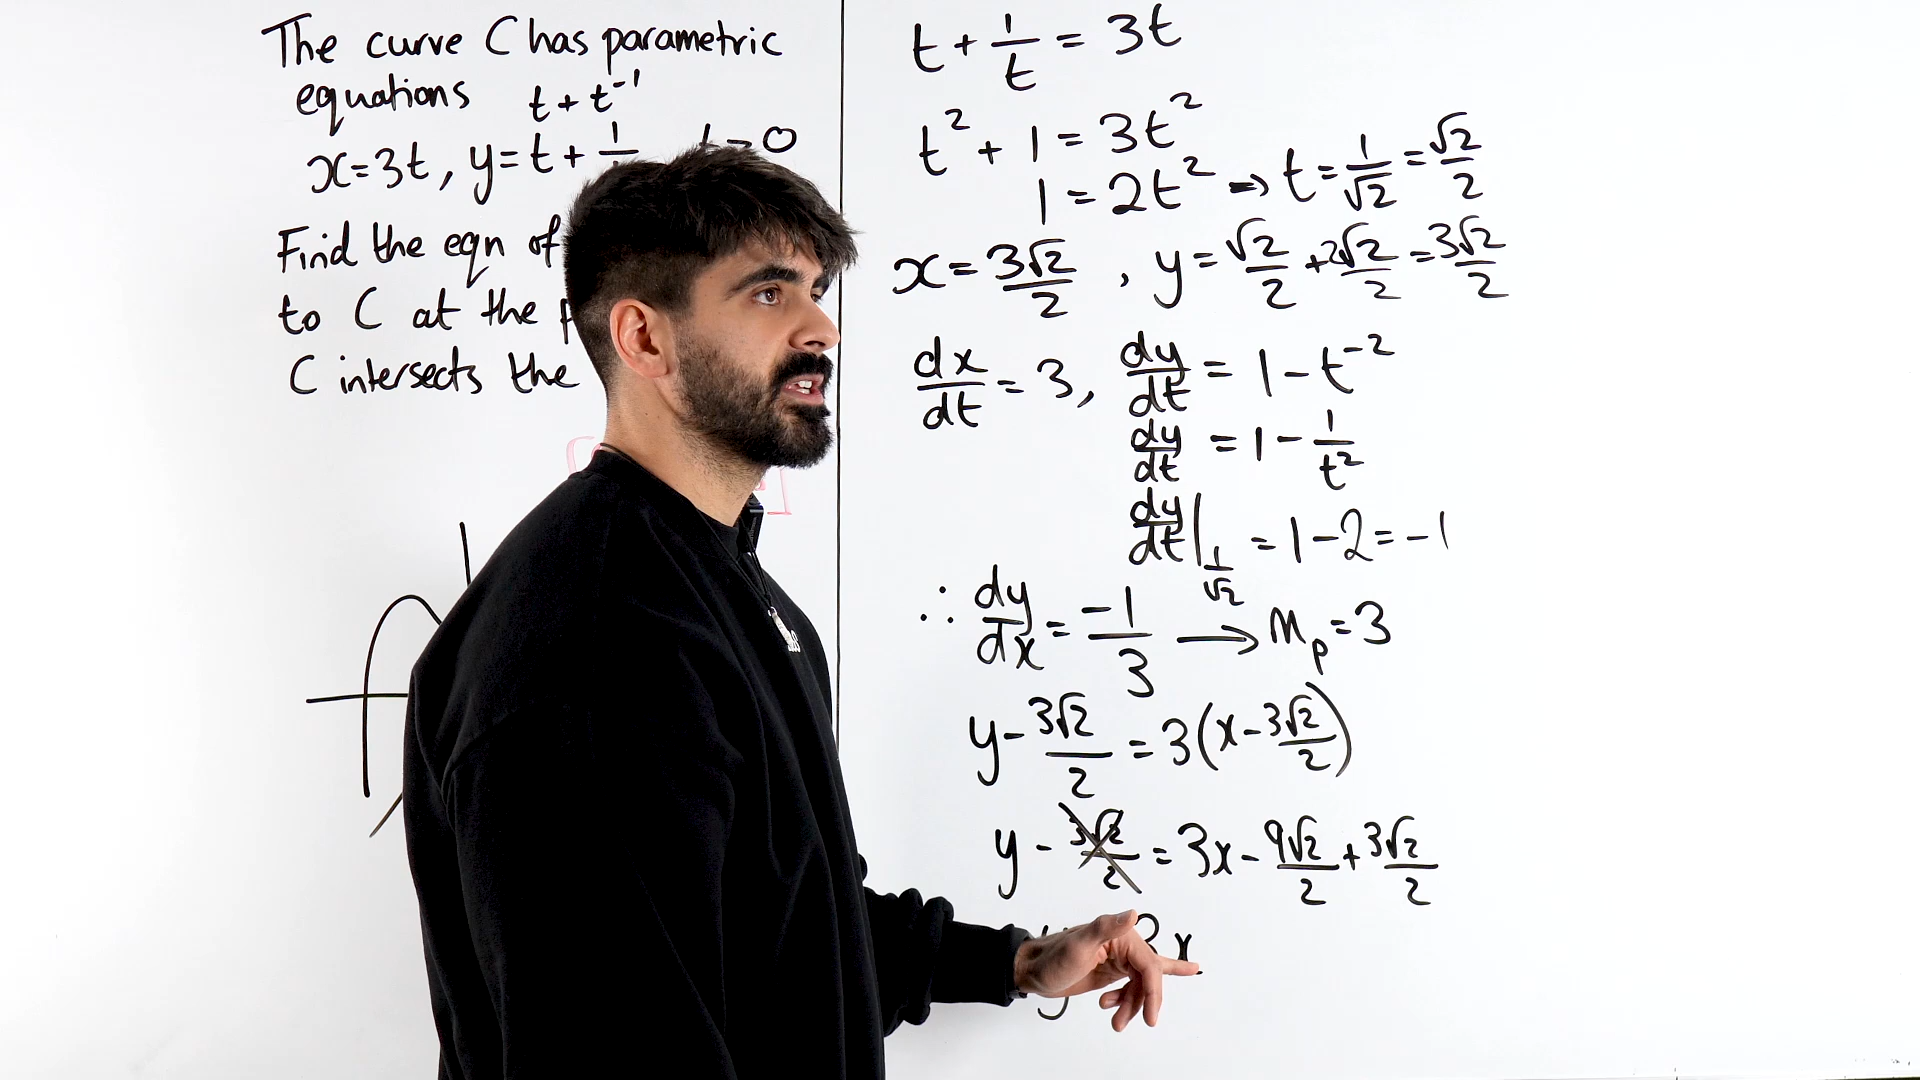 The curve C has parametric
equations t + t⁻¹
x = 3t, y = t + 1/ t > 0
Find the eqn of
to C at the
C intersects the
t + 1/t = 3t
t² + 1 = 3t²
1 = 2t² → t = 1/√2 = √2/2
x = 3√2/2 , y = √2/2 + 2√2/2 = 3√2/2
dx/dt = 3, dy/dt = 1 - t⁻²
dy/dt = 1 - 1/t²
dy/dt |1/√2 = 1 - 2 = -1
∴ dy/dx = -1/3 → mₚ = 3
y - 3√2/2 = 3(x - 3√2/2)
y - 3√2/2 = 3x - 9√2/2 + 3√2/2
y 3x